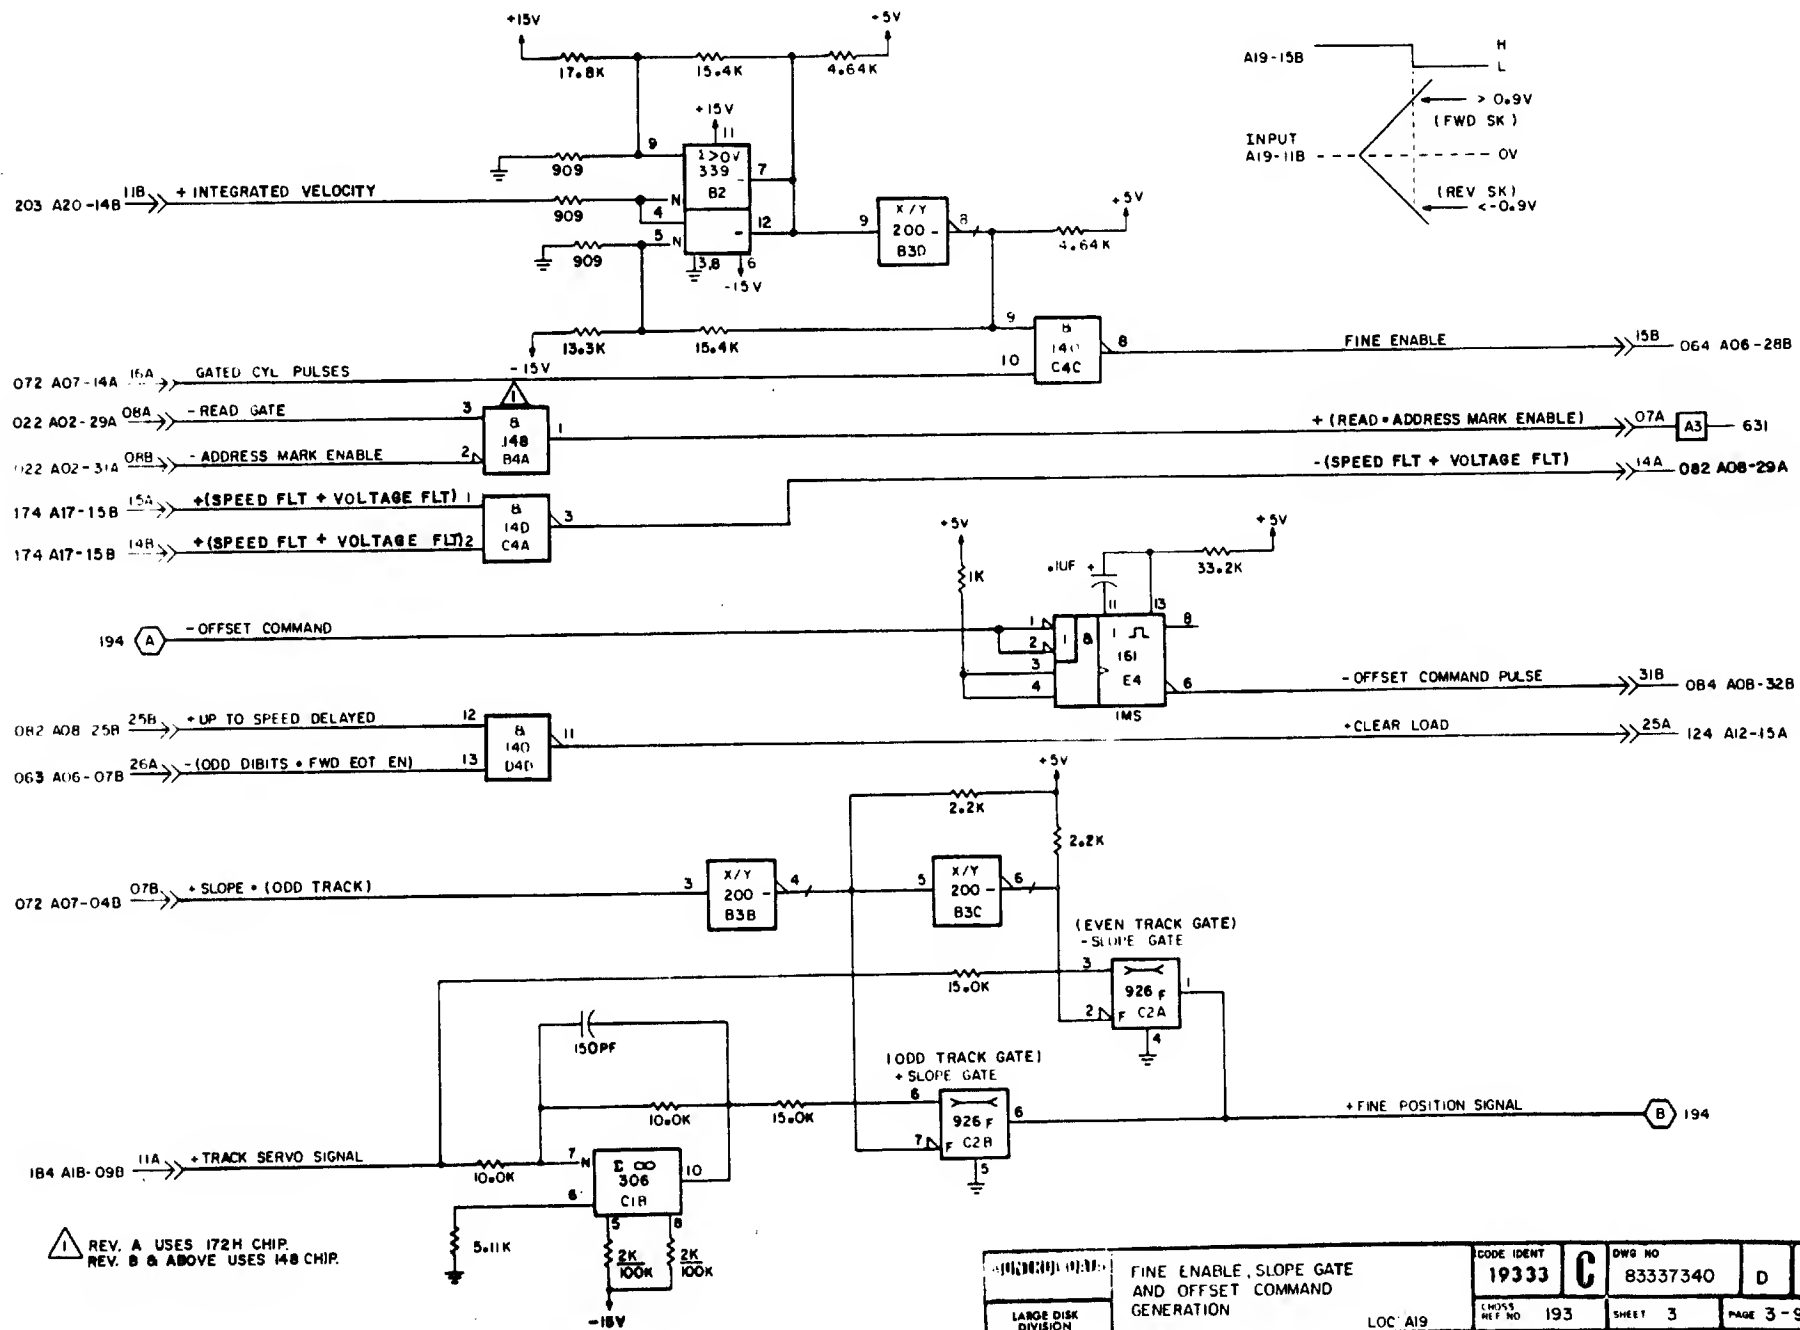 +15V
+5V
17.8K
15.4K
4.64K
A19-15B
H
L
> 0.9V
(FWD SK)
INPUT
A19-11B
0V
(REV SK)
<-0.9V
+15V
11
9
Σ>0V
339
B2
7
909
203 A20-14B
11B
+ INTEGRATED VELOCITY
909
N
4
12
5 N
909
3,8
6
-15V
9
X/Y
200
B3D
8
+5V
4.64K
13.3K
15.4K
-15V
9
10
&
140
C4C
8
FINE ENABLE
15B
064 A06-28B
072 A07-14A
16A
GATED CYL PULSES
1
022 A02-29A
08A
- READ GATE
3
&
148
B4A
1
+ (READ • ADDRESS MARK ENABLE)
07A
A3
631
022 A02-31A
08B
- ADDRESS MARK ENABLE
2
- (SPEED FLT + VOLTAGE FLT)
14A
082 A08-29A
174 A17-15B
15A
+(SPEED FLT + VOLTAGE FLT)
1
&
140
C4A
3
174 A17-15B
14B
+(SPEED FLT + VOLTAGE FLT)
2
+5V
1K
.1UF
+
33.2K
+5V
11
13
194
A
- OFFSET COMMAND
1
2
3
4
1
&
1
161
E4
8
6
1MS
- OFFSET COMMAND PULSE
31B
084 A08-32B
082 A08 25B
25B
+ UP TO SPEED DELAYED
12
&
140
D4D
11
+CLEAR LOAD
25A
124 A12-15A
063 A06-07B
26A
-(ODD DIBITS • FWD EOT EN)
13
+5V
2.2K
2.2K
072 A07-04B
07B
+ SLOPE • (ODD TRACK)
3
X/Y
200
B3B
4
5
X/Y
200
B3C
6
(EVEN TRACK GATE)
- SLOPE GATE
15.0K
3
926 F
C2A
2
F
1
4
150PF
(ODD TRACK GATE)
+ SLOPE GATE
10.0K
15.0K
6
926 F
C2B
7
F
6
5
+ FINE POSITION SIGNAL
B
194
184 A18-09B
11A
+TRACK SERVO SIGNAL
10.0K
7
N
Σ ∞
306
C1B
10
6
5
8
5.11K
2K
100K
2K
100K
-15V
1 REV. A USES 172H CHIP.
REV. B & ABOVE USES 148 CHIP.
CONTROL DATA
LARGE DISK
DIVISION
FINE ENABLE, SLOPE GATE
AND OFFSET COMMAND
GENERATION
LOC A19
CODE IDENT
19333
C
DWG NO
83337340
D
CROSS
REF NO
193
SHEET 3
PAGE 3-9